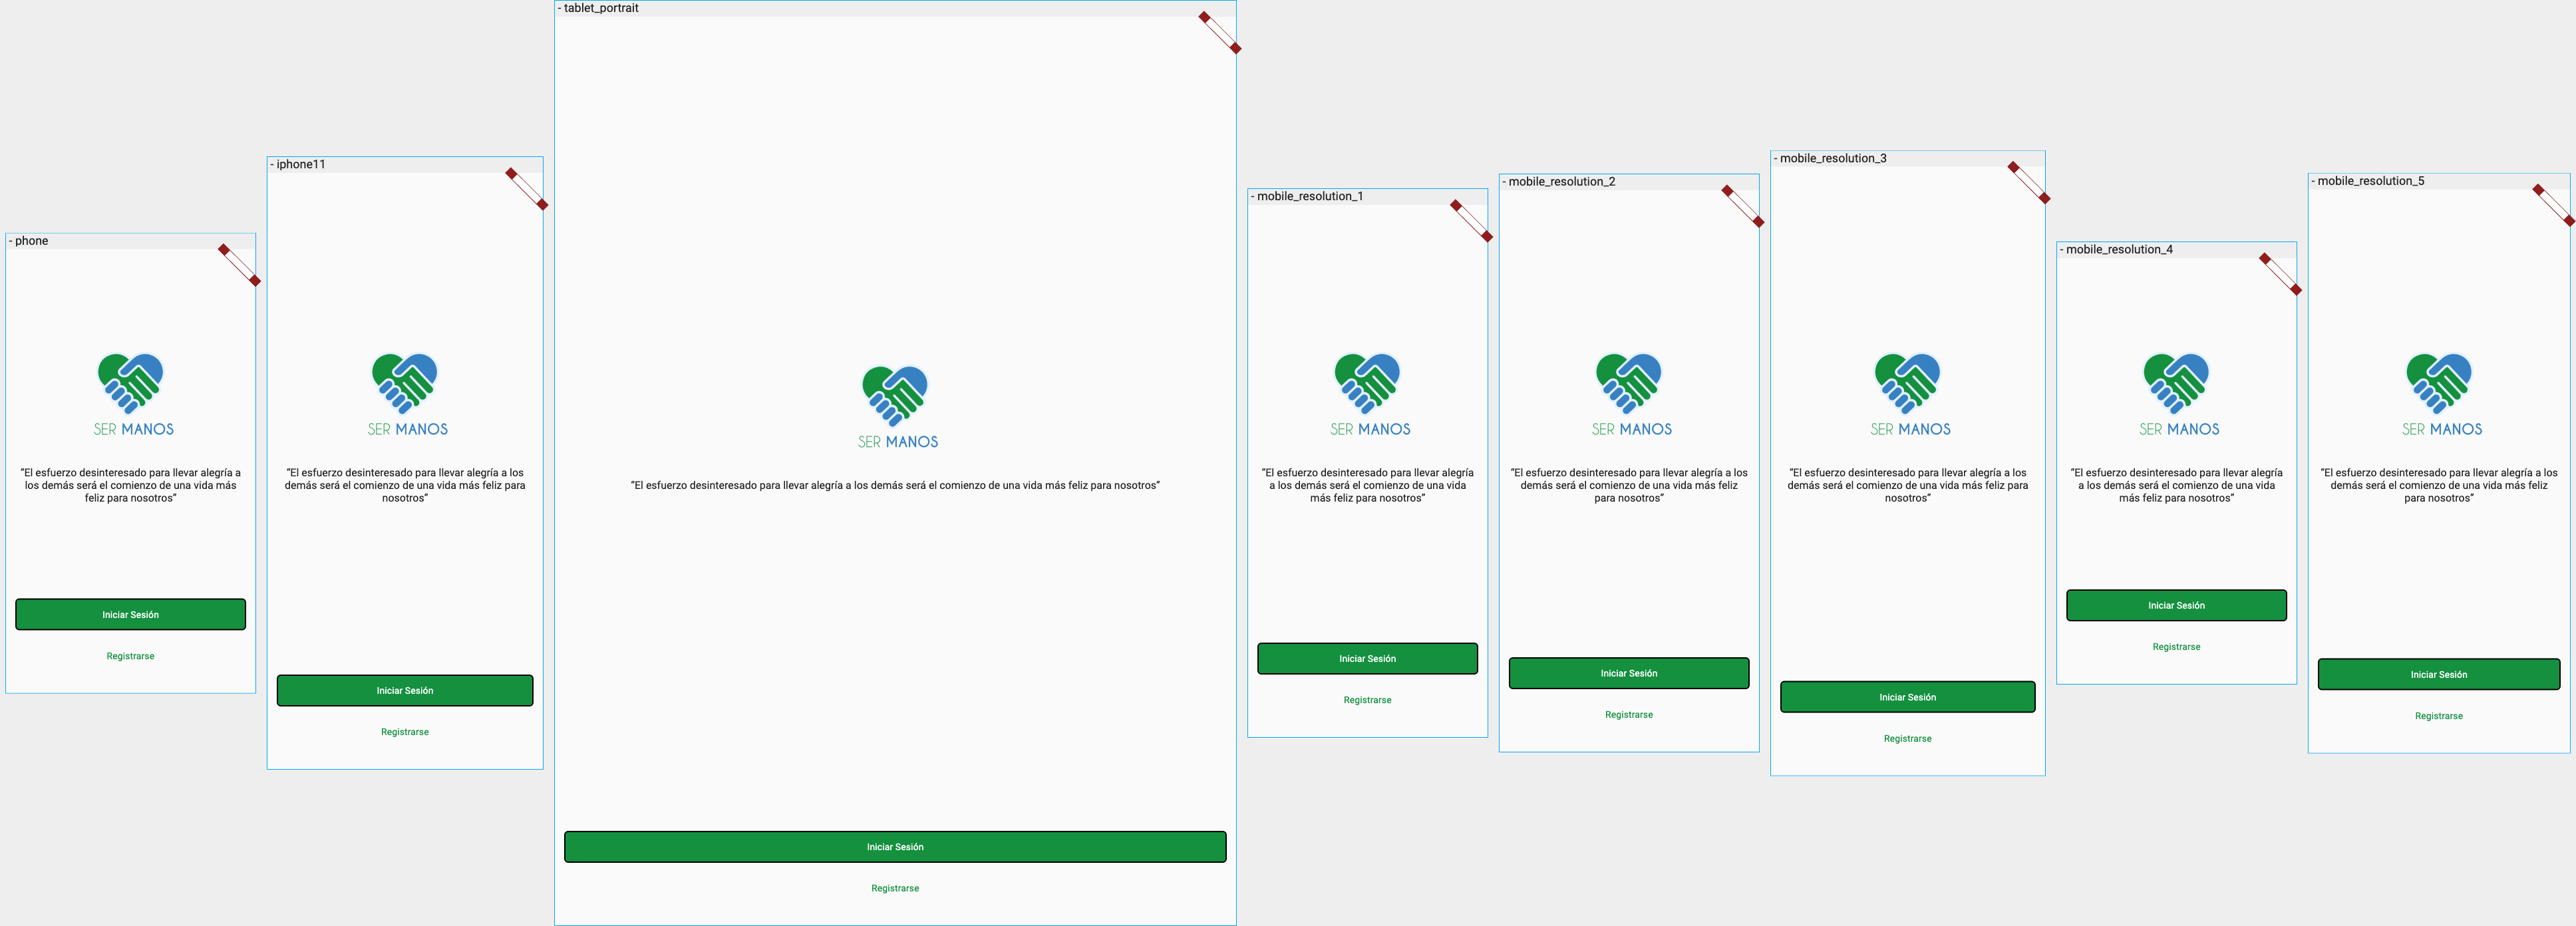 - phone
SER MANOS
“El esfuerzo desinteresado para llevar alegría a
los demás será el comienzo de una vida más
feliz para nosotros”
Iniciar Sesión
Registrarse
- iphone11
SER MANOS
“El esfuerzo desinteresado para llevar alegría a los
demás será el comienzo de una vida más feliz para
nosotros”
Iniciar Sesión
Registrarse
- tablet_portrait
SER MANOS
“El esfuerzo desinteresado para llevar alegría a los demás será el comienzo de una vida más feliz para nosotros”
Iniciar Sesión
Registrarse
- mobile_resolution_1
SER MANOS
“El esfuerzo desinteresado para llevar alegría
a los demás será el comienzo de una vida
más feliz para nosotros”
Iniciar Sesión
Registrarse
- mobile_resolution_2
SER MANOS
“El esfuerzo desinteresado para llevar alegría a los
demás será el comienzo de una vida más feliz
para nosotros”
Iniciar Sesión
Registrarse
- mobile_resolution_3
SER MANOS
“El esfuerzo desinteresado para llevar alegría a los
demás será el comienzo de una vida más feliz para
nosotros”
Iniciar Sesión
Registrarse
- mobile_resolution_4
SER MANOS
“El esfuerzo desinteresado para llevar alegría
a los demás será el comienzo de una vida
más feliz para nosotros”
Iniciar Sesión
Registrarse
- mobile_resolution_5
SER MANOS
“El esfuerzo desinteresado para llevar alegría a los
demás será el comienzo de una vida más feliz
para nosotros”
Iniciar Sesión
Registrarse